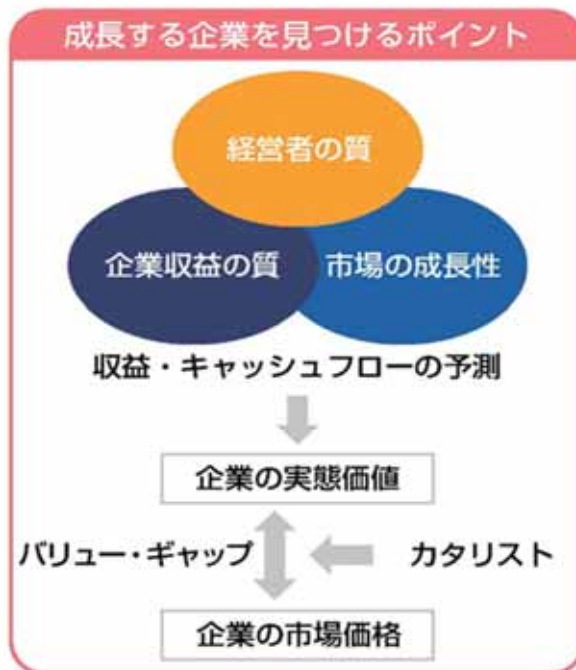 成長する企業を見つけるポイント
経営者の質
企業収益の質
市場の成長性
収益・キャッシュフローの予測
企業の実態価値
バリュー・ギャップ
カタリスト
企業の市場価格